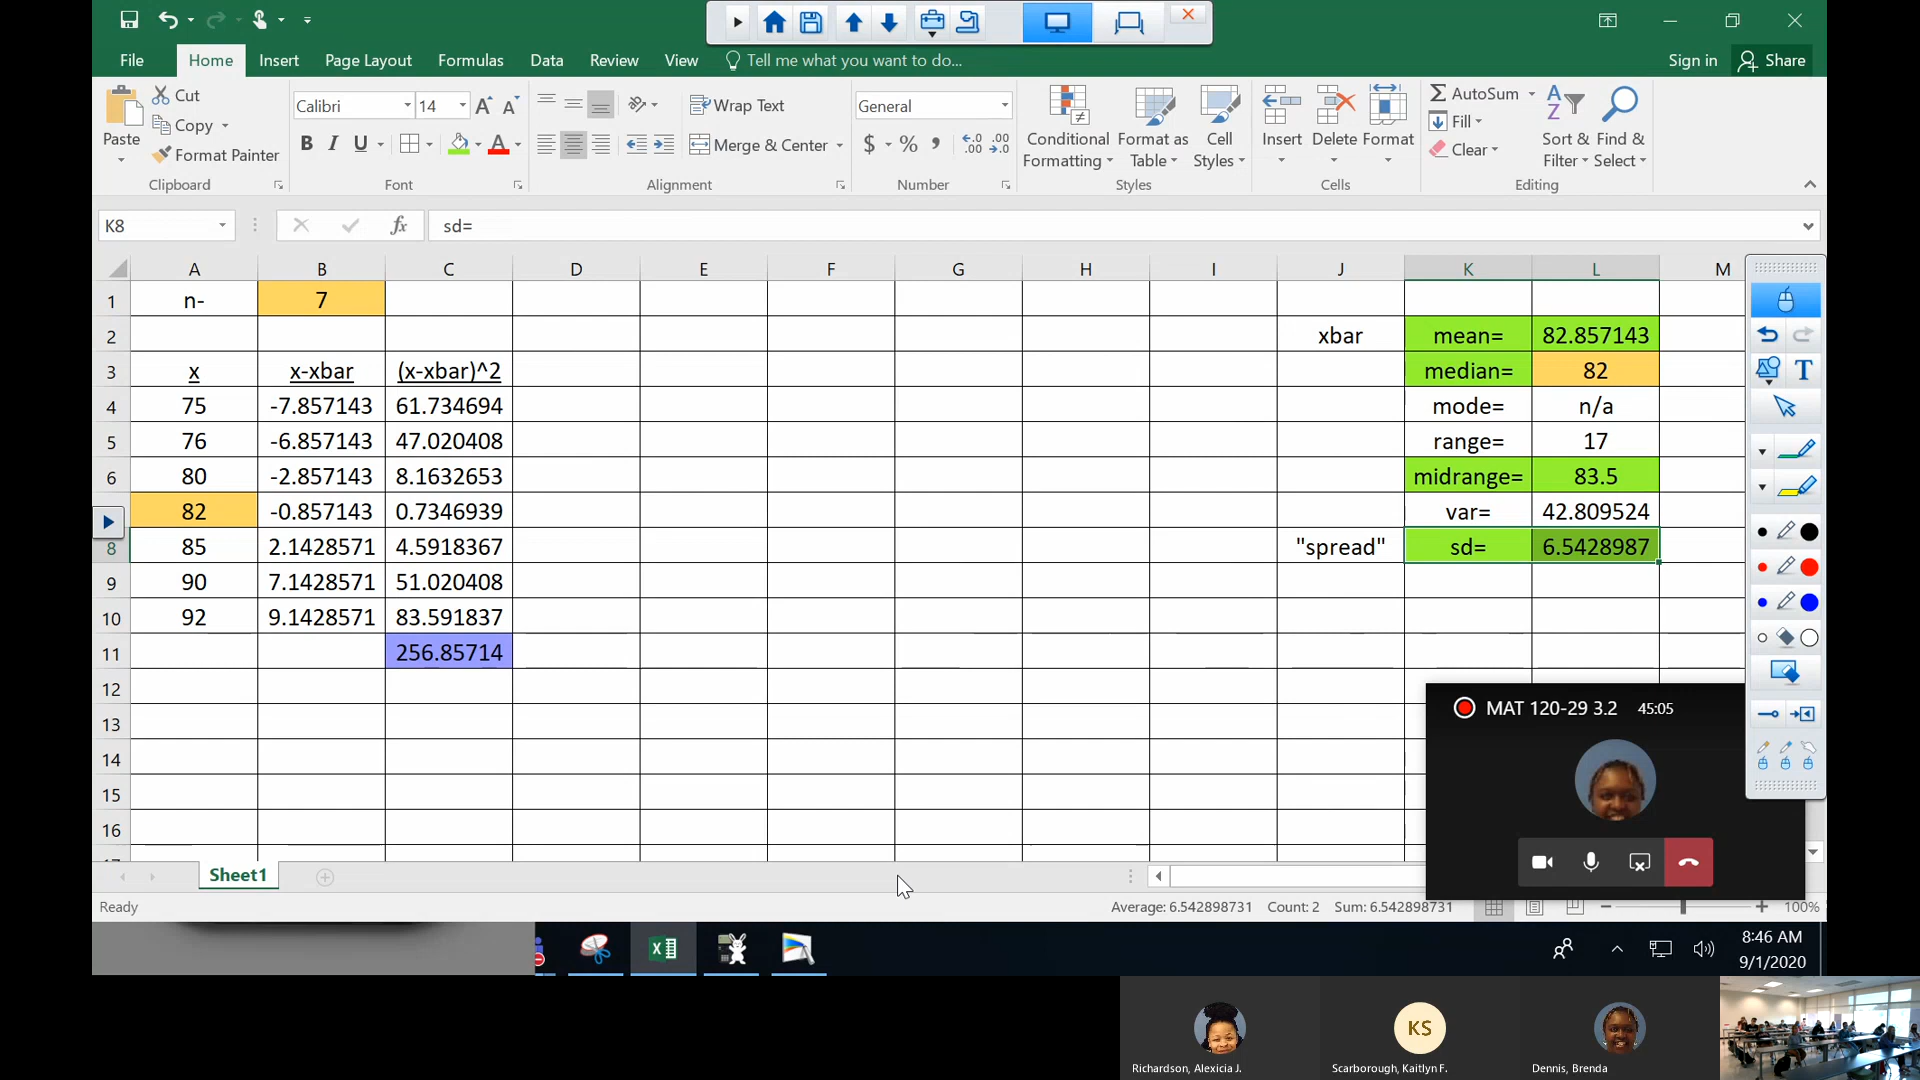 File Home Insert Page Layout Formulas Data Review View Tell me what you want to do... Sign in Share
Paste Cut
Copy
Format Painter
Clipboard
Calibri 14
B I U
Font
Wrap Text
Merge & Center
Alignment
General
$ % ,
Number
Conditional Formatting
Format as Table
Cell Styles
Styles
Insert Delete Format
Cells
AutoSum
Fill
Clear
Sort & Filter
Find & Select
Editing
K8 fx sd=
A B C D E F G H I J K L M
1 n- 7
2 xbar mean= 82.857143
3 x x-xbar (x-xbar)^2 median= 82
4 75 -7.857143 61.734694 mode= n/a
5 76 -6.857143 47.020408 range= 17
6 80 -2.857143 8.1632653 midrange= 83.5
82 -0.857143 0.7346939 var= 42.809524
8 85 2.1428571 4.5918367 "spread" sd= 6.5428987
9 90 7.1428571 51.020408
10 92 9.1428571 83.591837
11 256.85714
12
13
14
15
16
MAT 120-29 3.2 45:05
Sheet1
Ready Average: 6.542898731 Count: 2 Sum: 6.542898731 100%
8:46 AM
9/1/2020
KS
Richardson, Alexicia J. Scarborough, Kaitlyn F. Dennis, Brenda